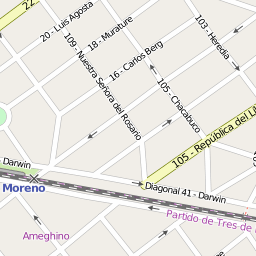 22
20 - Luis Agosta
109 - Nuestra Señora del Rosario
18 - Murature
103 - Heredia
16 - Carlos Berg
105 - Chacabuco
105 - República del Lí
- Darwin
Moreno
Diagonal 41 - Darwin
Partido de Tres de
Ameghino